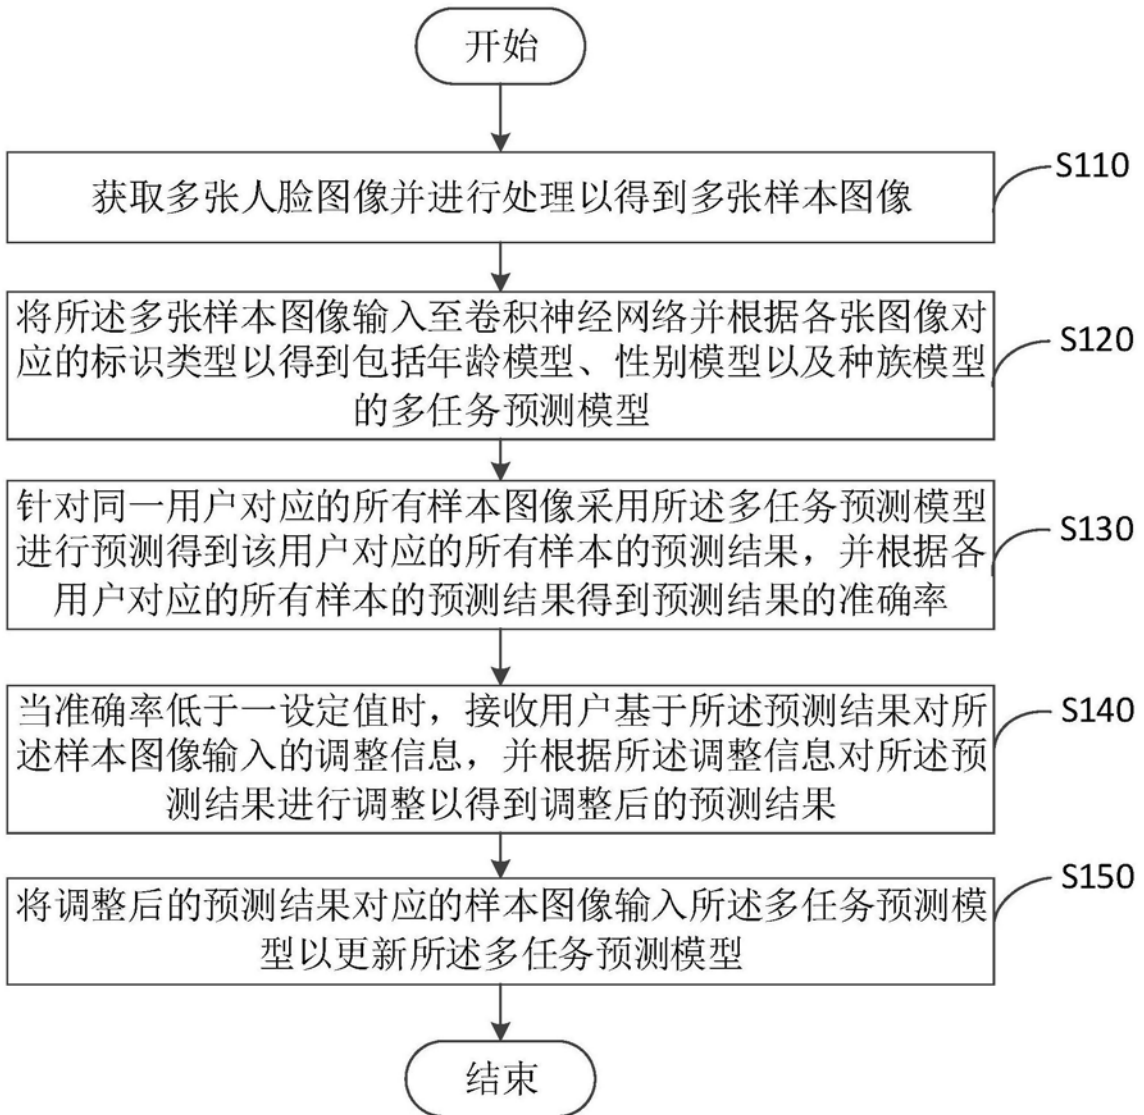 开始
S110
获取多张人脸图像并进行处理以得到多张样本图像
将所述多张样本图像输入至卷积神经网络并根据各张图像对
S120
应的标识类型以得到包括年龄模型、性别模型以及种族模型
的多任务预测模型
针对同一用户对应的所有样本图像采用所述多任务预测模型
S130
进行预测得到该用户对应的所有样本的预测结果，并根据各
用户对应的所有样本的预测结果得到预测结果的准确率
当准确率低于一设定值时，接收用户基于所述预测结果对所
S140
述样本图像输入的调整信息，并根据所述调整信息对所述预
测结果进行调整以得到调整后的预测结果
S150
将调整后的预测结果对应的样本图像输入所述多任务预测模
型以更新所述多任务预测模型
结束